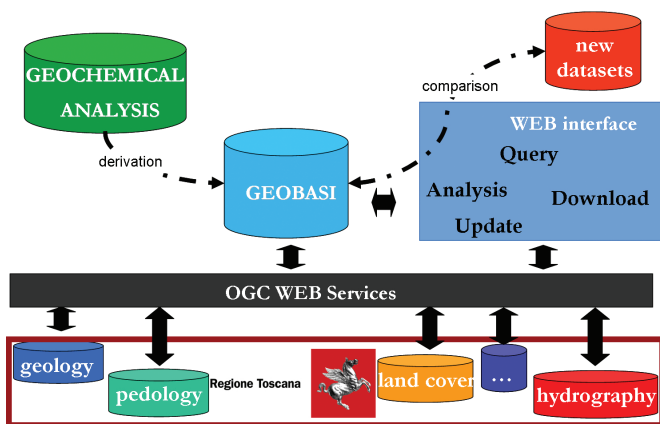 new
datasets
GEOCHEMICAL
ANALYSIS
comparison
WEB interface
Query
derivation
Analysis
Download
GEOBASI
Update
OGC WEB Services
geology
pedology
Regione Toscana
land cover
...
hydrography